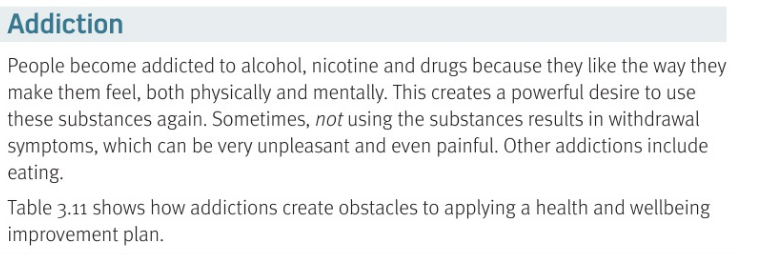 Addiction
People become addicted to alcohol, nicotine and drugs because they like the way they
make them feel, both physically and mentally. This creates a powerful desire to use
these substances again. Sometimes, not using the substances results in withdrawal
symptoms, which can be very unpleasant and even painful. Other addictions include
eating.
Table 3.11 shows how addictions create obstacles to applying a health and wellbeing
improvement plan.